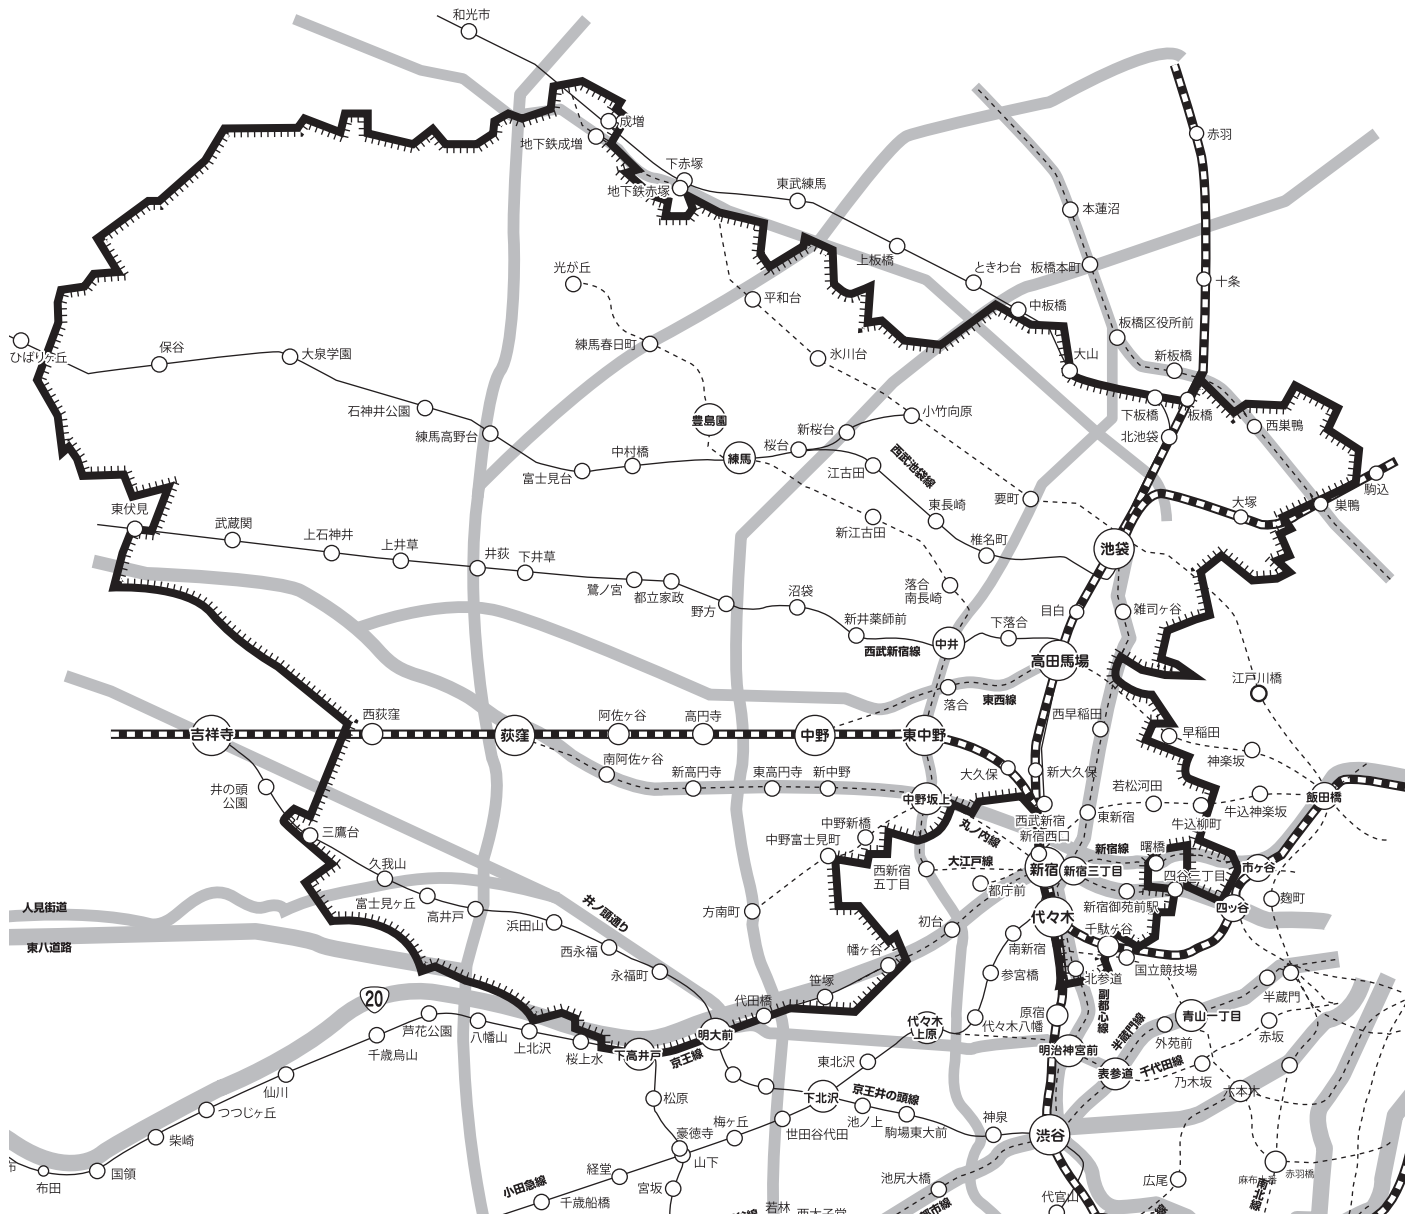 和光市
成増
赤羽
地下鉄成増
下赤塚
地下鉄赤塚
東武練馬
本蓮沼
上板橋
ときわ台
板橋本町
光が丘
十条
平和台
中板橋
板橋区役所前
ひばりヶ丘
保谷
大泉学園
練馬春日町
氷川台
大山
新板橋
石神井公園
豊島園
小竹向原
下板橋
板橋
西巣鴨
練馬高野台
中村橋
練馬
桜台
新桜台
北池袋
富士見台
江古田
西武池袋線
駒込
東伏見
武蔵関
上石神井
上井草
井荻
下井草
新江古田
東長崎
要町
大塚
巣鴨
椎名町
池袋
鷺ノ宮
都立家政
野方
沼袋
新井薬師前
落合
南長崎
目白
雑司ヶ谷
西武新宿線
中井
下落合
高田馬場
江戸川橋
落合
東西線
西荻窪
阿佐ヶ谷
高円寺
西早稲田
早稲田
吉祥寺
荻窪
中野
東中野
神楽坂
南阿佐ヶ谷
新高円寺
東高円寺
新中野
大久保
新大久保
井の頭
公園
中野坂上
若松河田
牛込神楽坂
飯田橋
三鷹台
中野新橋
中野富士見町
丸ノ内線
西武新宿
新宿西口
東新宿
牛込柳町
久我山
西新宿
五丁目
大江戸線
新宿
新宿三丁目
新宿線
曙橋
四谷三丁目
市ヶ谷
人見街道
富士見ヶ丘
高井戸
浜田山
井ノ頭通り
方南町
都庁前
新宿御苑前駅
四ッ谷
麹町
東八道路
西永福
永福町
幡ヶ谷
初台
代々木
南新宿
千駄ヶ谷
国立競技場
20
芦花公園
千歳烏山
八幡山
上北沢
桜上水
下高井戸
代田橋
笹塚
明大前
京王線
参宮橋
代々木八幡
代々木
上原
原宿
北参道
副都心線
半蔵門
青山一丁目
半蔵門線
外苑前
赤坂
明治神宮前
表参道
千代田線
乃木坂
仙川
つつじヶ丘
柴崎
国領
布田
松原
東北沢
下北沢
京王井の頭線
池ノ上
駒場東大前
神泉
渋谷
六本木
梅ヶ丘
豪徳寺
世田谷代田
山下
経堂
宮坂
小田急線
千歳船橋
若林
池尻大橋
代官山
広尾
麻布十番
赤羽橋
南北線